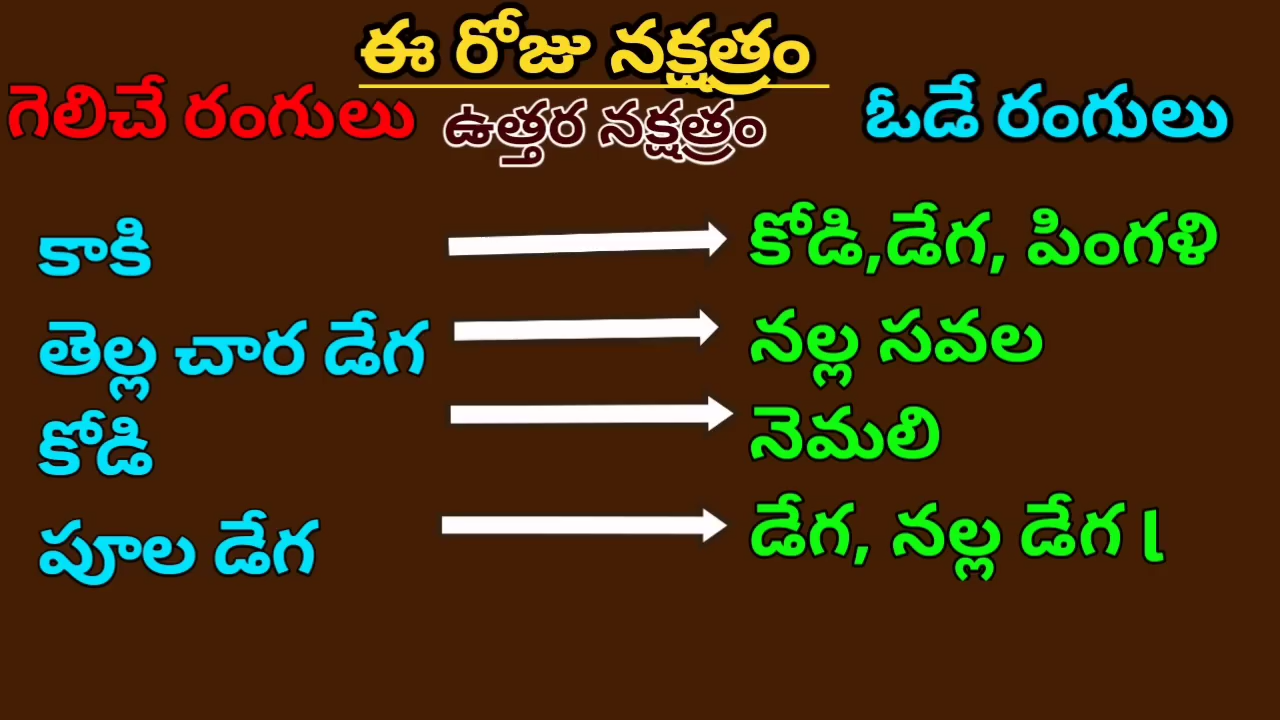 ఈ రోజు నక్షత్రం
గెలిచే రంగులు
ఉత్తర నక్షత్రం
ఓడే రంగులు
కాకి
కోడి,డేగ, పింగళి
తెల్ల చార డేగ
నల్ల సవల
కోడి
నెమలి
పూల డేగ
డేగ, నల్ల డేగ l